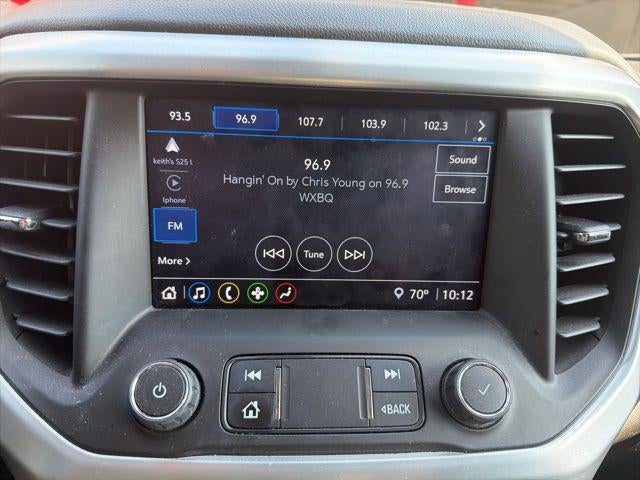 93.5 96.9 107.7 103.9 102.3
keith's S25 U
96.9
Sound
Hangin' On by Chris Young on 96.9
WXBQ
Browse
Iphone
FM
Tune
More
70° 10:12
BACK